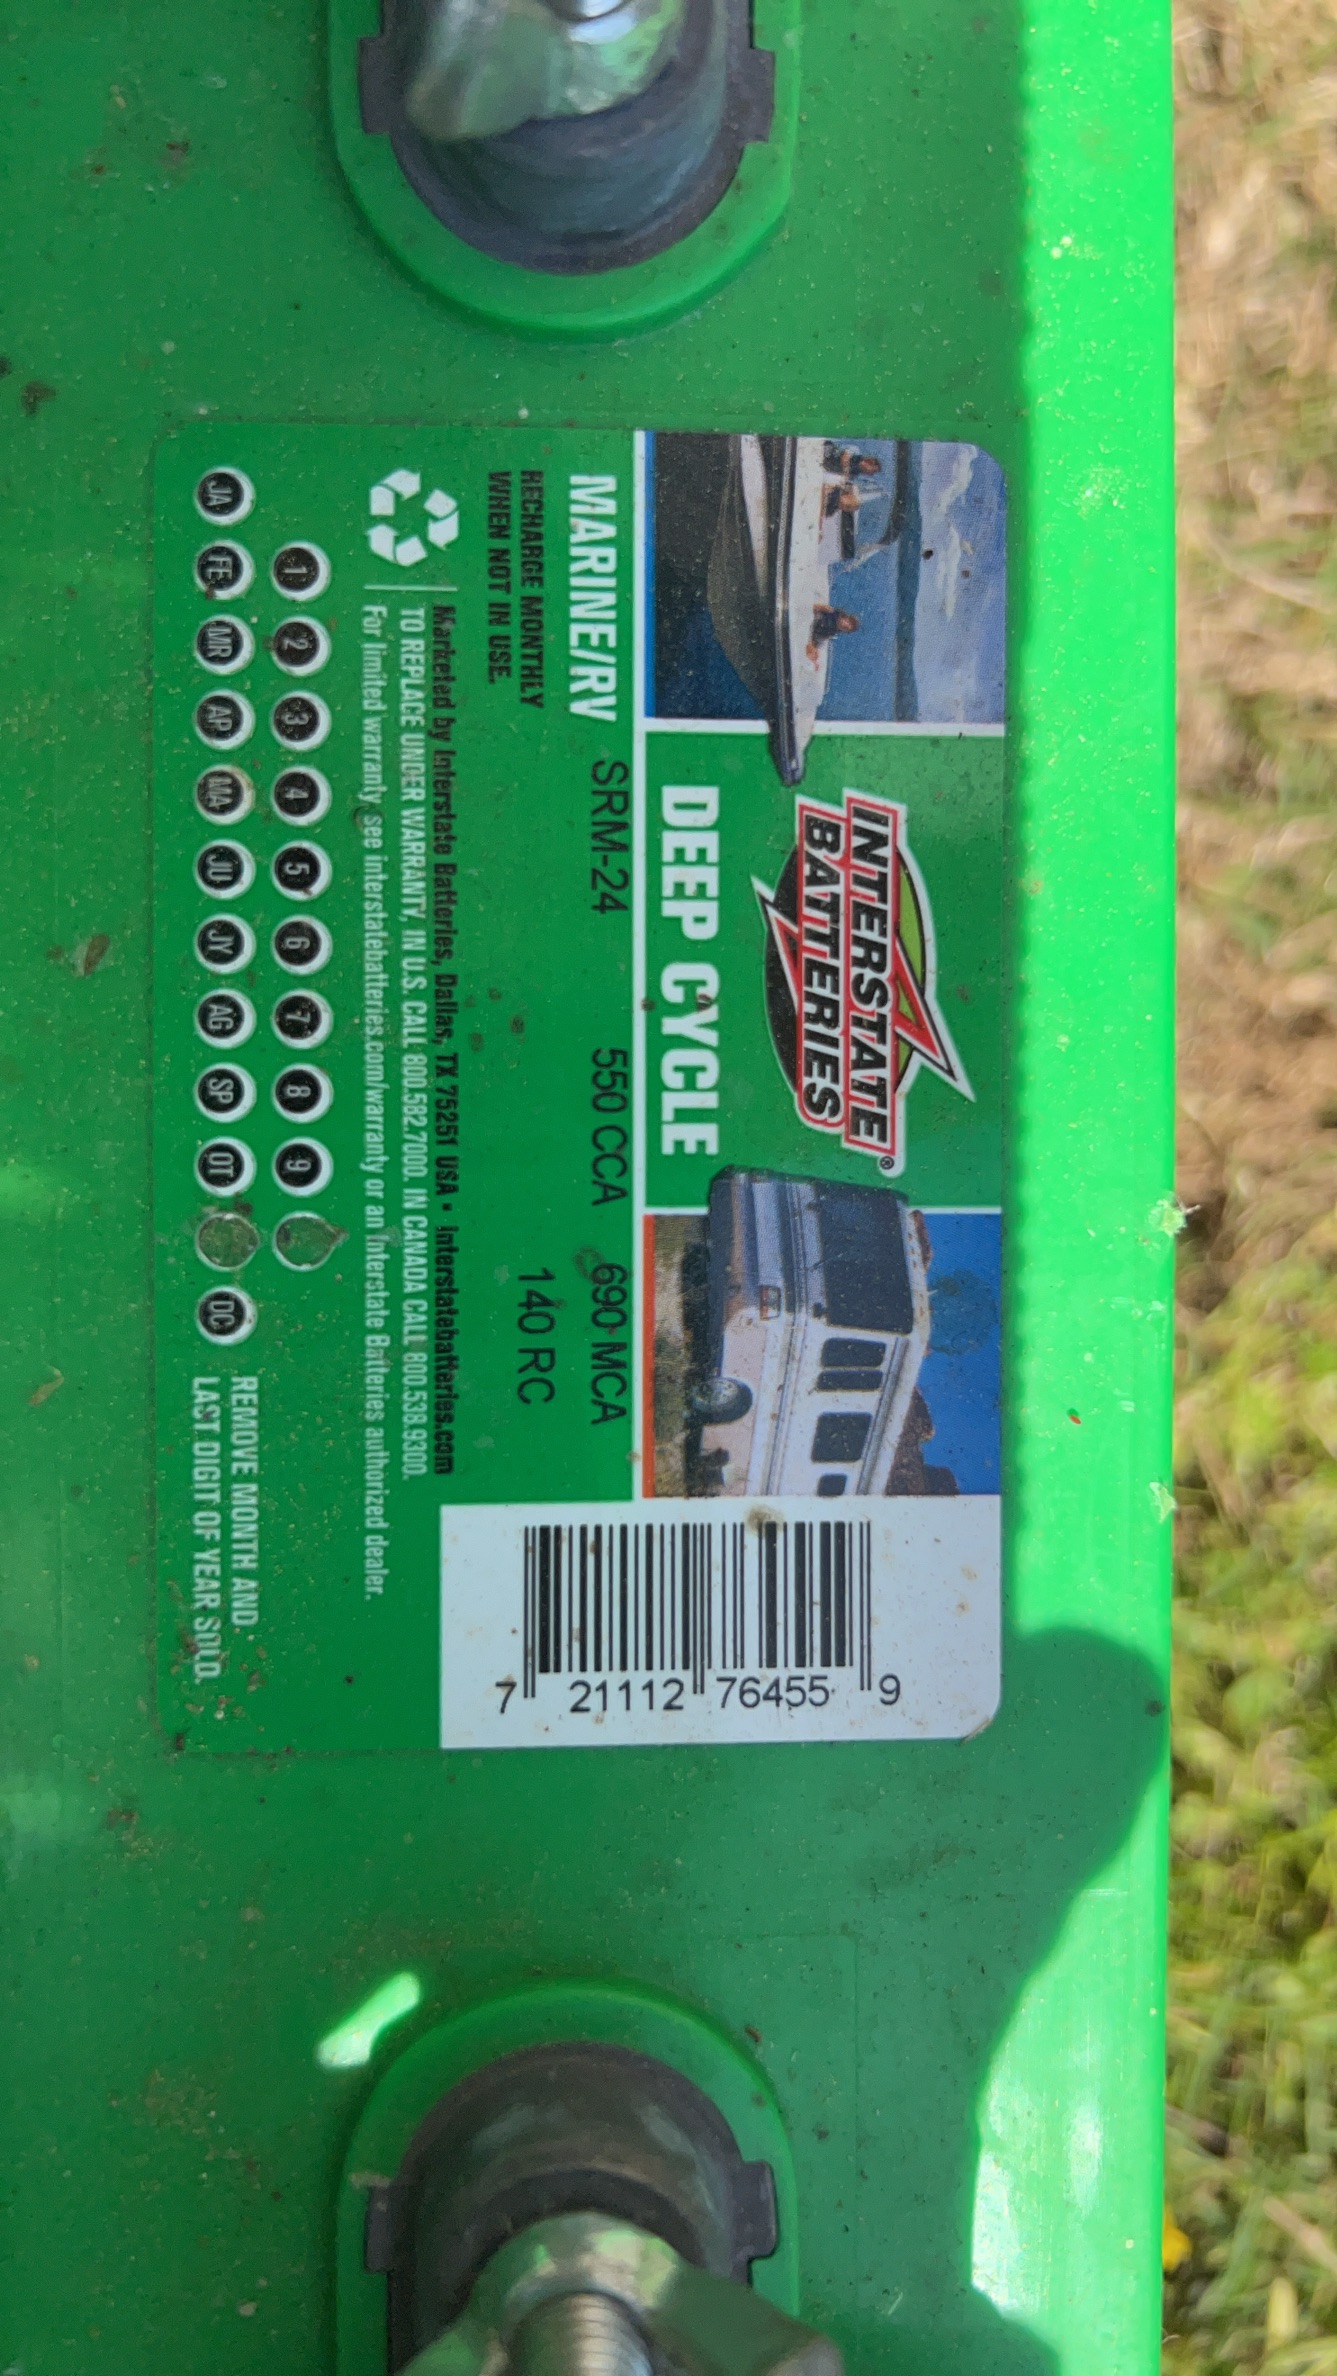 INTERSTATE
BATTERIES®
DEEP CYCLE
MARINE/RV SRM-24 550 CCA 690 MCA
RECHARGE MONTHLY
WHEN NOT IN USE.
140 RC
Marketed by Interstate Batteries, Dallas, TX 75251 USA • interstatebatteries.com
TO REPLACE UNDER WARRANTY, IN U.S. CALL 800.582.7000. IN CANADA CALL 800.538.9300.
For limited warranty see interstatebatteries.com/warranty or an Interstate Batteries authorized dealer.
1 2 3 4 5 6 7 8 9
JA FE MR AP MA JU JY AG SP OT DC
REMOVE MONTH AND
LAST DIGIT OF YEAR SOLD.
7 21112 76455 9